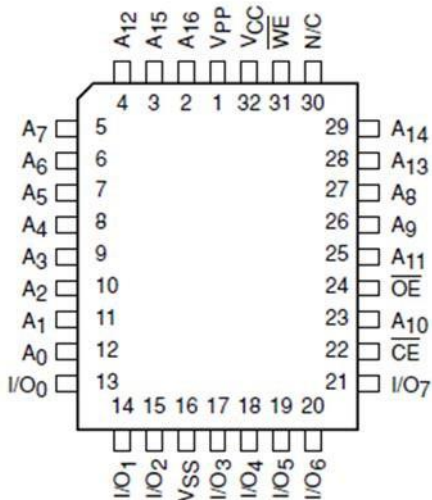 A12 A15 A16 VPP VCC WE N/C
4 3 2 1 32 31 30
A7 5 29 A14
A6 6 28 A13
A5 7 27 A8
A4 8 26 A9
A3 9 25 A11
A2 10 24 OE
A1 11 23 A10
A0 12 22 CE
I/O0 13 21 I/O7
14 15 16 17 18 19 20
I/O1 I/O2 VSS I/O3 I/O4 I/O5 I/O6